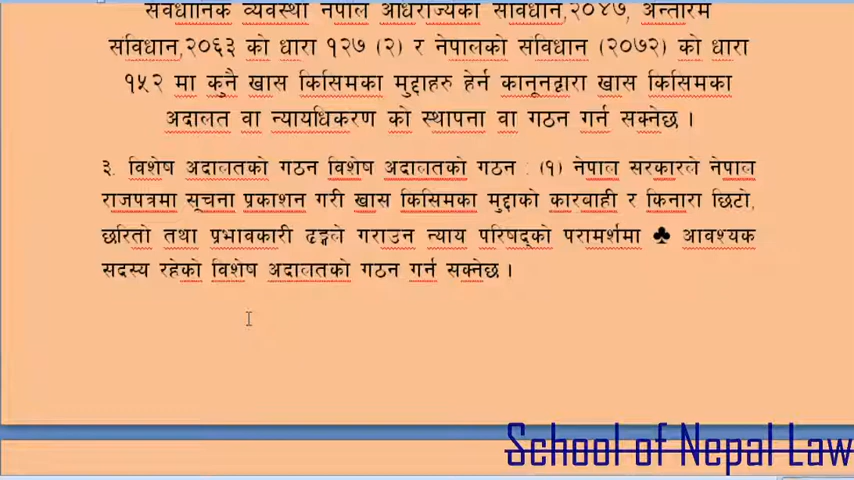 संवैधानिक व्यवस्था नेपाल अधिराज्यको संविधान,२०४७, अन्तरिम
संविधान,२०६३ को धारा १२७ (२) र नेपालको संविधान (२०७२) को धारा
१५२ मा कुनै खास किसिमका मुद्दाहरु हेर्न कानूनद्वारा खास किसिमका
अदालत वा न्यायधिकरण को स्थापना वा गठन गर्न सक्नेछ ।
३. विशेष अदालतको गठन विशेष अदालतको गठन : (१) नेपाल सरकारले नेपाल
राजपत्रमा सूचना प्रकाशन गरी खास किसिमका मुद्दाको कारवाही र किनारा छिटो,
छरितो तथा प्रभावकारी ढङ्गले गराउन न्याय परिषद्को परामर्शमा ♣ आवश्यक
सदस्य रहेको विशेष अदालतको गठन गर्न सक्नेछ ।
School of Nepal Law